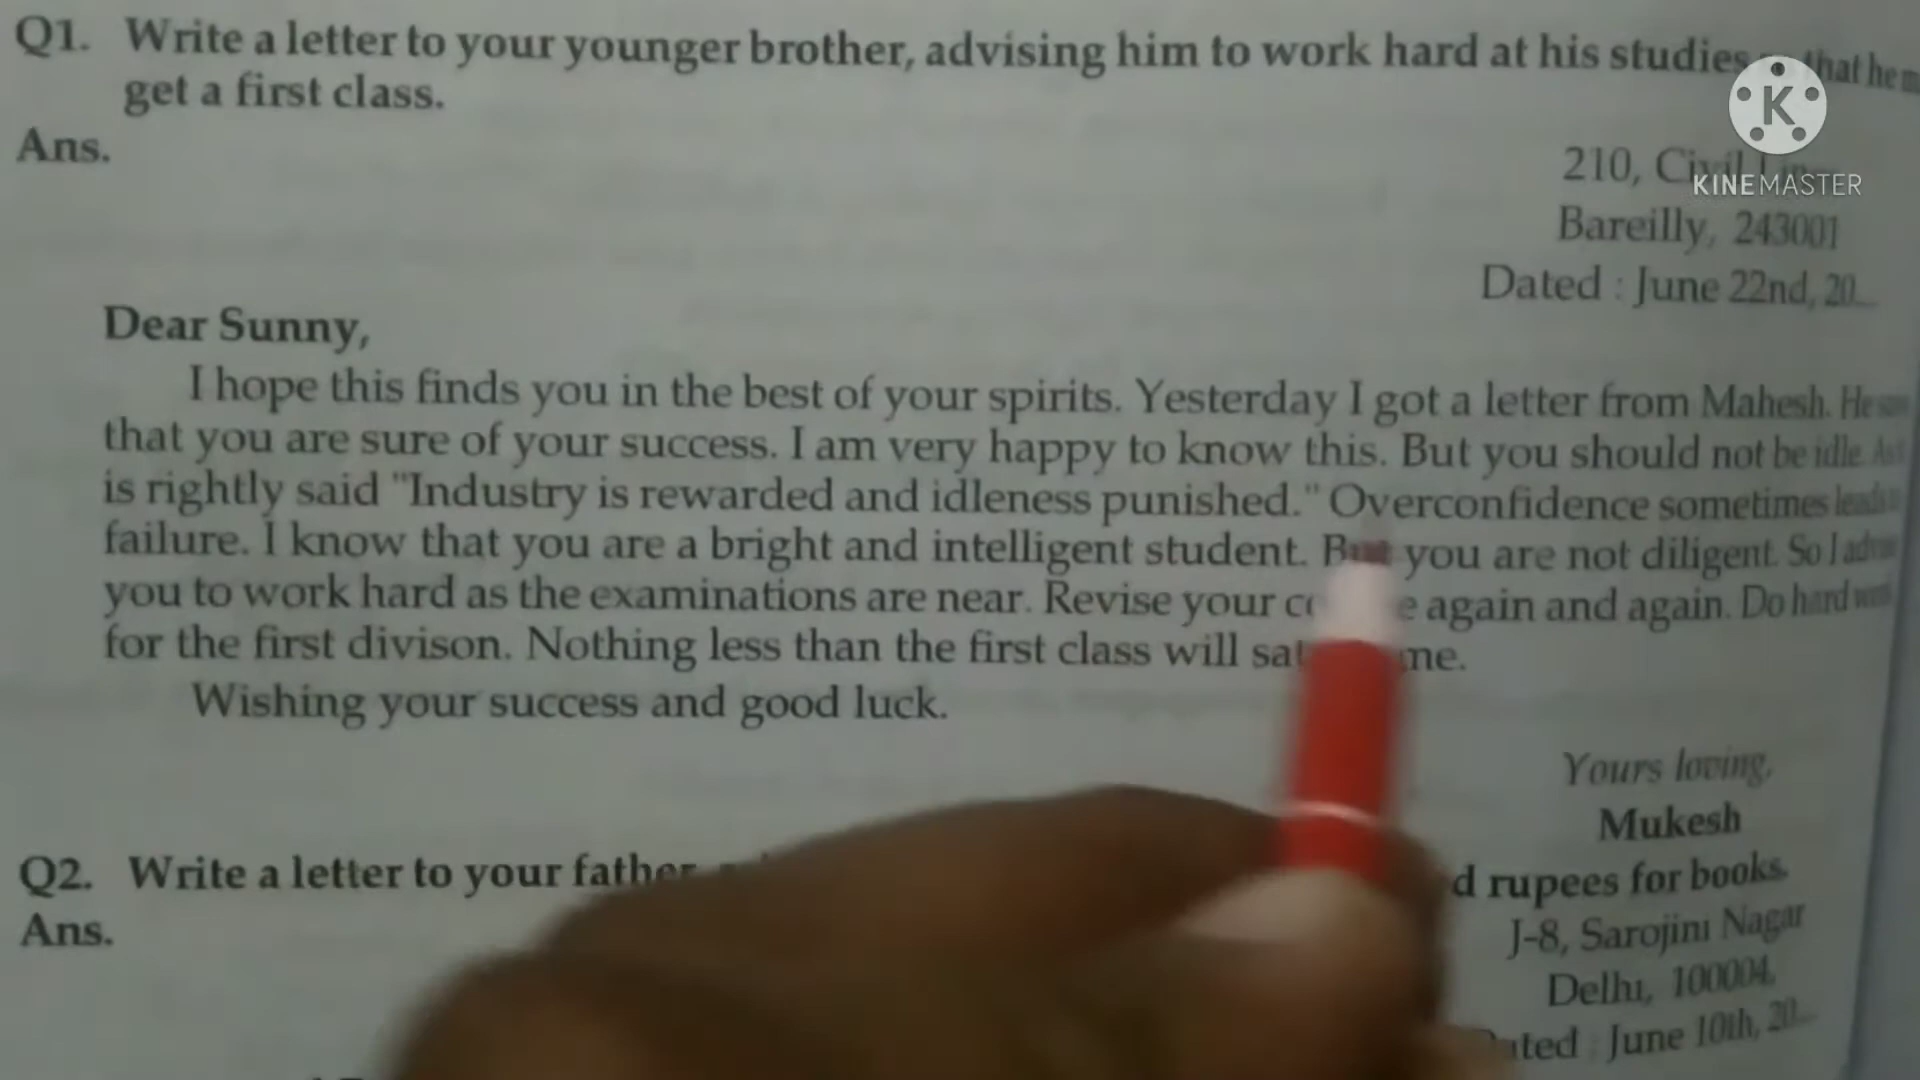 Q1. Write a letter to your younger brother, advising him to work hard at his studies that he
get a first class.
Ans.
210, Civil
K
KINEMASTER
Bareilly, 243001
Dated : June 22nd, 20...
Dear Sunny,
I hope this finds you in the best of your spirits. Yesterday I got a letter from Mahesh. He
that you are sure of your success. I am very happy to know this. But you should not be idle. As
is rightly said "Industry is rewarded and idleness punished." Overconfidence sometimes leads
failure. I know that you are a bright and intelligent student. But you are not diligent. So I
you to work hard as the examinations are near. Revise your again and again. Do hard
for the first divison. Nothing less than the first class will me.
Wishing your success and good luck.
Yours loving,
Mukesh
Q2. Write a letter to your father rupees for books.
Ans.
J-8, Sarojini Nagar
Delhi, 100004,
Dated : June 10th, 20...